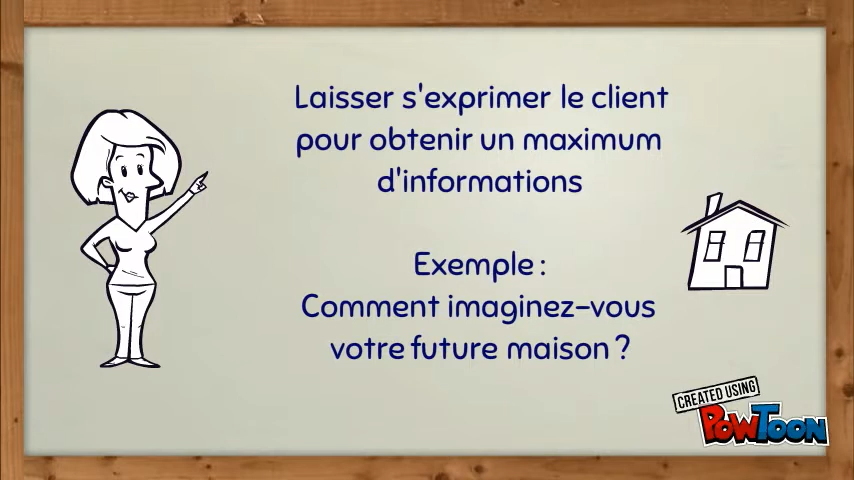 Laisser s'exprimer le client
pour obtenir un maximum
d'informations
Exemple :
Comment imaginez-vous
votre future maison ?
CREATED USING
POWTOON